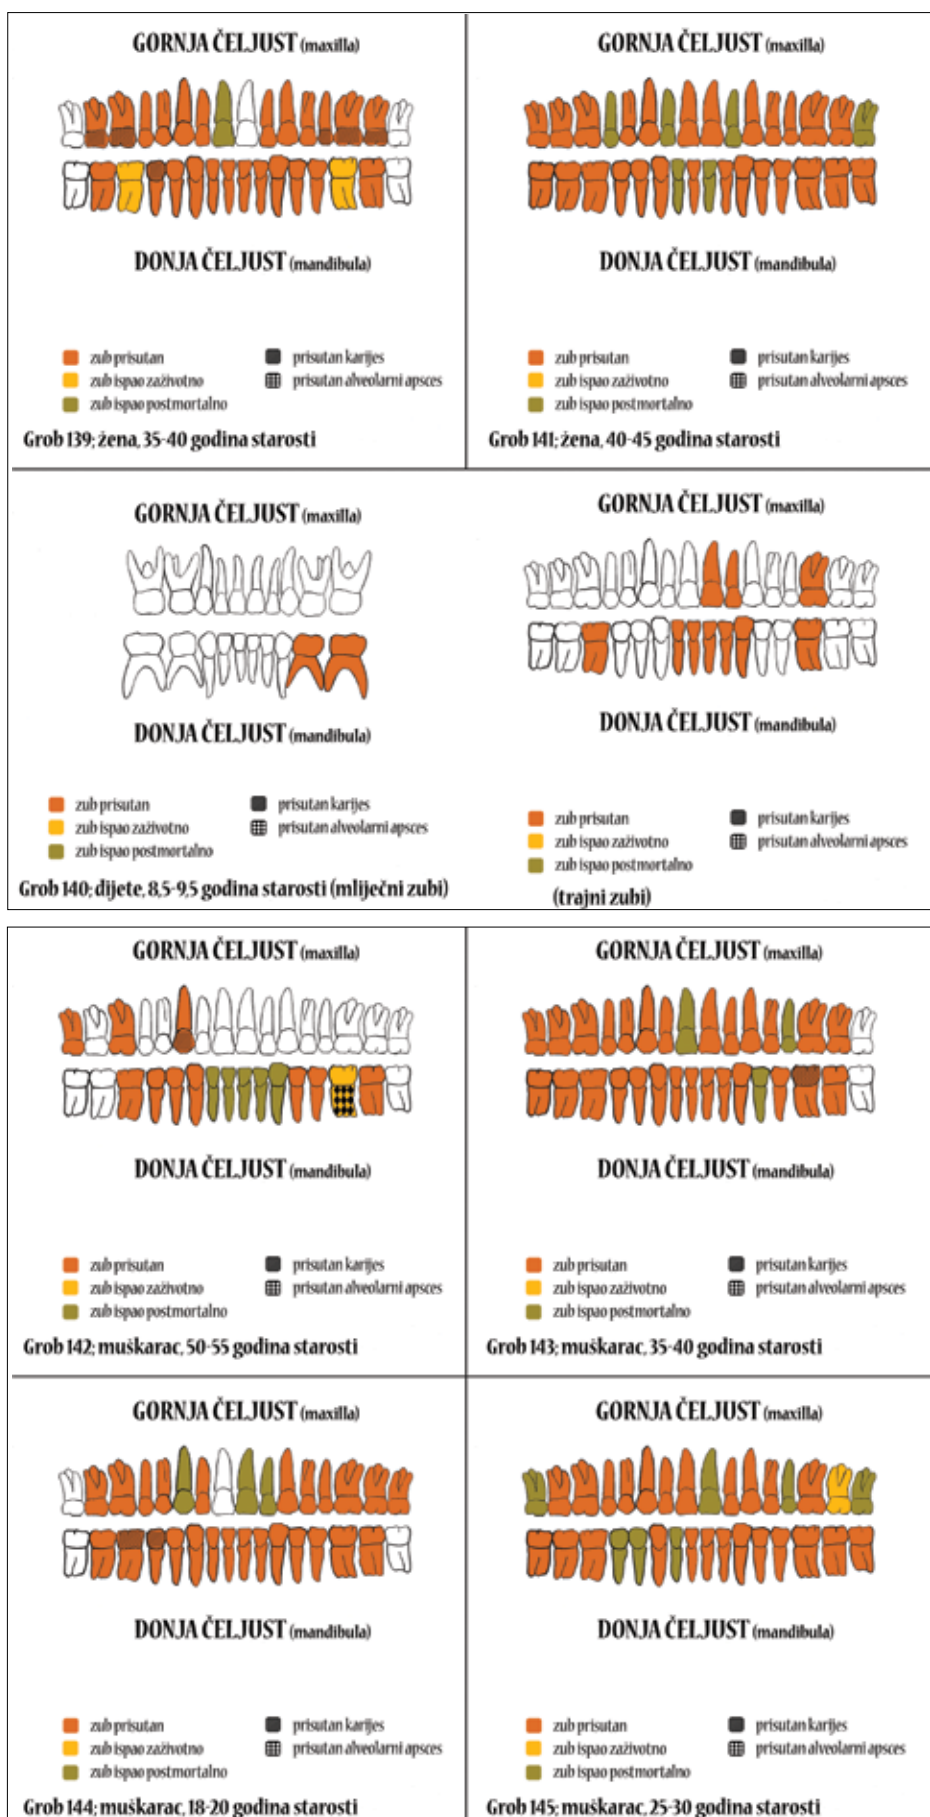 GORNJA ČELJUST (maxilla)
DONJA ČELJUST (mandibula)
zub prisutan
zub ispao zaživotno
zub ispao postmortalno
prisutan karijes
prisutan alveolarni apsces
Grob 139; žena, 35-40 godina starosti
GORNJA ČELJUST (maxilla)
DONJA ČELJUST (mandibula)
zub prisutan
zub ispao zaživotno
zub ispao postmortalno
prisutan karijes
prisutan alveolarni apsces
Grob 141; žena, 40-45 godina starosti
GORNJA ČELJUST (maxilla)
DONJA ČELJUST (mandibula)
zub prisutan
zub ispao zaživotno
zub ispao postmortalno
prisutan karijes
prisutan alveolarni apsces
Grob 140; dijete, 8,5-9,5 godina starosti (mliječni zubi)
GORNJA ČELJUST (maxilla)
DONJA ČELJUST (mandibula)
zub prisutan
zub ispao zaživotno
zub ispao postmortalno
prisutan karijes
prisutan alveolarni apsces
(trajni zubi)
GORNJA ČELJUST (maxilla)
DONJA ČELJUST (mandibula)
zub prisutan
zub ispao zaživotno
zub ispao postmortalno
prisutan karijes
prisutan alveolarni apsces
Grob 142; muškarac, 50-55 godina starosti
GORNJA ČELJUST (maxilla)
DONJA ČELJUST (mandibula)
zub prisutan
zub ispao zaživotno
zub ispao postmortalno
prisutan karijes
prisutan alveolarni apsces
Grob 143; muškarac, 35-40 godina starosti
GORNJA ČELJUST (maxilla)
DONJA ČELJUST (mandibula)
zub prisutan
zub ispao zaživotno
zub ispao postmortalno
prisutan karijes
prisutan alveolarni apsces
Grob 144; muškarac, 18-20 godina starosti
GORNJA ČELJUST (maxilla)
DONJA ČELJUST (mandibula)
zub prisutan
zub ispao zaživotno
zub ispao postmortalno
prisutan karijes
prisutan alveolarni apsces
Grob 145; muškarac, 25-30 godina starosti